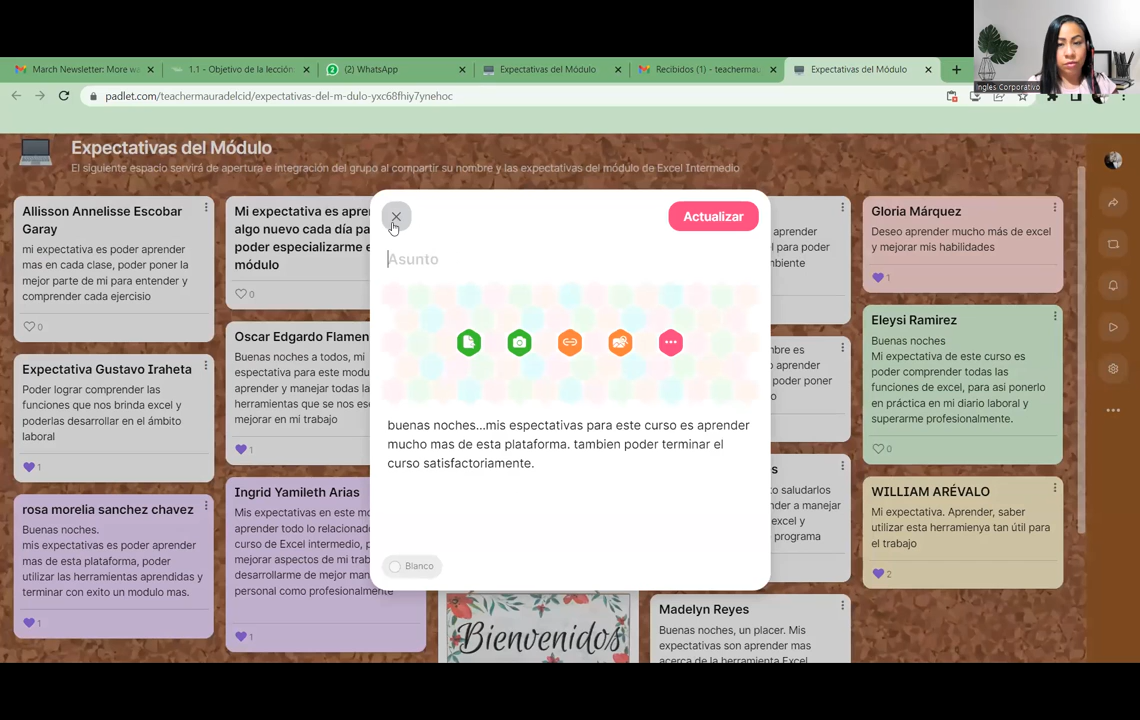 March Newsletter: More w
1.1 - Objetivo de la lección
(2) WhatsApp
Expectativas del Módulo
Recibidos (1) - teachermau
Expectativas del Módulo
padlet.com/teachermauradelcid/expectativas-del-m-dulo-yxc68fhiy7ynehoc
Ingles Corporativo
Expectativas del Módulo
El siguiente espacio servirá de apertura e integración del grupo al compartir su nombre y las expectativas del módulo de Excel Intermedio
Allisson Annelisse Escobar
Garay
mi expectativa es poder aprender
mas en cada clase, poder poner la
mejor parte de mi para entender y
comprender cada ejercisio
0
Expectativa Gustavo Iraheta
Poder lograr comprender las
funciones que nos brinda excel y
poderlas desarrollar en el ámbito
laboral
1
rosa morelia sanchez chavez
Buenas noches.
mis expectativas es poder aprender
mas de esta plataforma, poder
utilizar las herramientas aprendidas y
terminar con exito un modulo mas.
1
Mi expectativa es apre
algo nuevo cada día pa
poder especializarme e
módulo
0
Oscar Edgardo Flamen
Buenas noches a todos, mi
espectativa para este modu
aprender y manejar todas la
herramientas que se nos es
mejorar en mi trabajo
1
Ingrid Yamileth Arias
Mis expectativas en este mo
aprender todo lo relacionado
curso de Excel intermedio, p
mejorar aspectos de mi trab
desarrollarme de mejor man
personal como profesionalmente
1
Actualizar
Asunto
buenas noches...mis espectativas para este curso es aprender
mucho mas de esta plataforma. tambien poder terminar el
curso satisfactoriamente.
Blanco
Bienvenidos
aprender
el para poder
mbiente
mbre es
aprender
do poder poner
s
o saludarlos
nder a manejar
excel y
programa
Madelyn Reyes
Buenas noches, un placer. Mis
expectativas son aprender mas
acerca de la herramienta Excel
Gloria Márquez
Deseo aprender mucho más de excel
y mejorar mis habilidades
1
Eleysi Ramirez
Buenas noches
Mi expectativa de este curso es
poder comprender todas las
funciones de excel, para asi ponerlo
en práctica en mi diario laboral y
superarme profesionalmente.
0
WILLIAM ARÉVALO
Mi expectativa. Aprender, saber
utilizar esta herramienya tan útil para
el trabajo
2